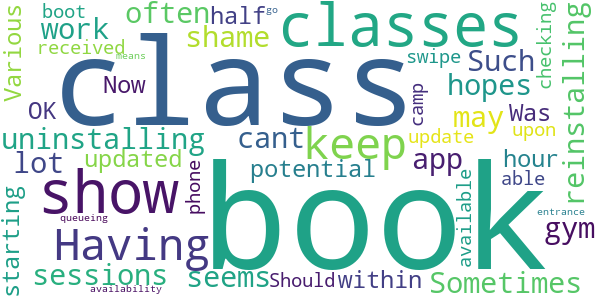 boot
often
half
classes
Various
work
received
shame
means
go
class
swipe
Such
checking
Now
hopes
reinstalling
OK
camp
may
Was
uninstalling
cant
keep
update
upon
lot
updated
potential
app
hour
able
show
phone
available
starting
book
queueing
entrance
Having
gym
sessions
seems
Should
within
Sometimes
availability